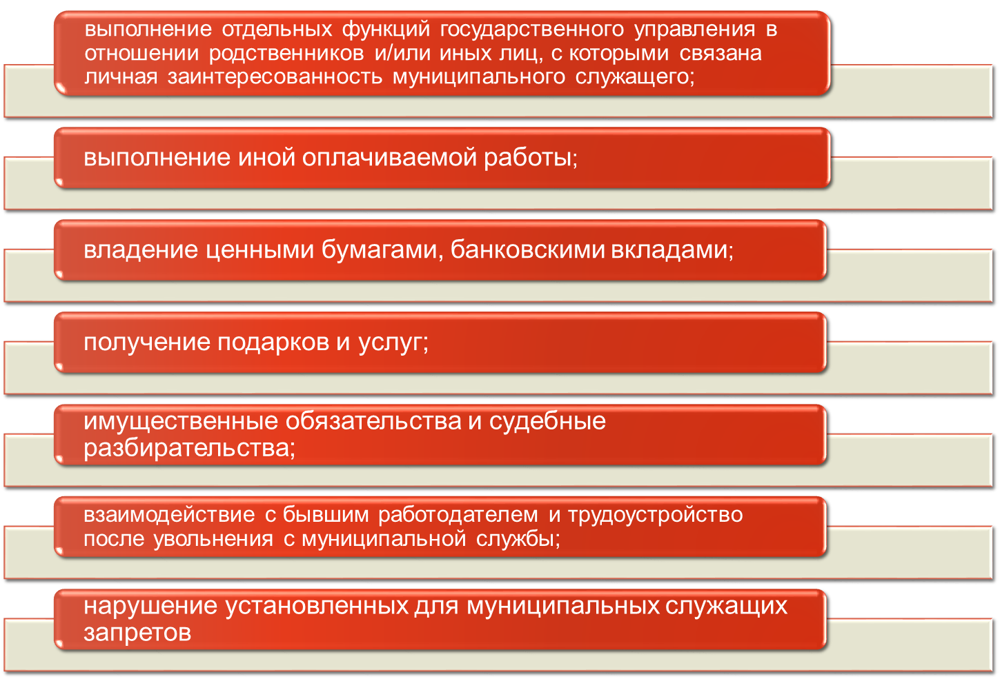 выполнение отдельных функций государственного управления в
отношении родственников и/или иных лиц, с которыми связана
личная заинтересованность муниципального служащего;
выполнение иной оплачиваемой работы;
владение ценными бумагами, банковскими вкладами;
получение подарков и услуг;
имущественные обязательства и судебные
разбирательства;
взаимодействие с бывшим работодателем и трудоустройство
после увольнения с муниципальной службы;
нарушение установленных для муниципальных служащих
запретов